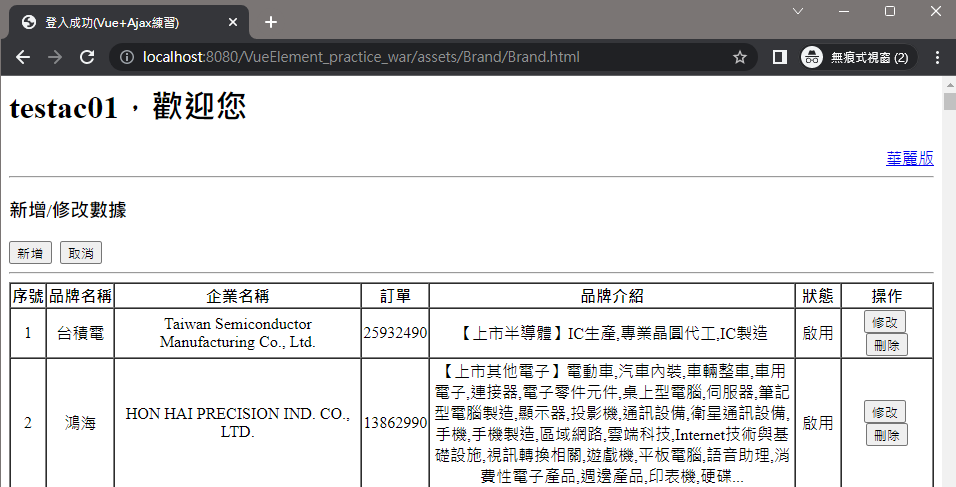 登入成功(Vue+Ajax練習)
localhost:8080/VueElement_practice_war/assets/Brand/Brand.html
無痕式視窗 (2)
testac01，歡迎您
華麗版
新增/修改數據
新增 取消
序號 品牌名稱 企業名稱 訂單 品牌介紹 狀態 操作
1 台積電 Taiwan Semiconductor
Manufacturing Co., Ltd. 25932490 【上市半導體】IC生產,專業晶圓代工,IC製造 啟用 修改
刪除
2 鴻海 HON HAI PRECISION IND. CO.,
LTD. 13862990 【上市其他電子】電動車,汽車內裝,車輛整車,車用
電子,連接器,電子零件元件,桌上型電腦,伺服器,筆記
型電腦製造,顯示器,投影機,通訊設備,衛星通訊設備,
手機,手機製造,區域網路,雲端科技,Internet技術與基
礎設施,視訊轉換相關,遊戲機,平板電腦,語音助理,消
費性電子產品,週邊產品,印表機,硬碟... 啟用 修改
刪除